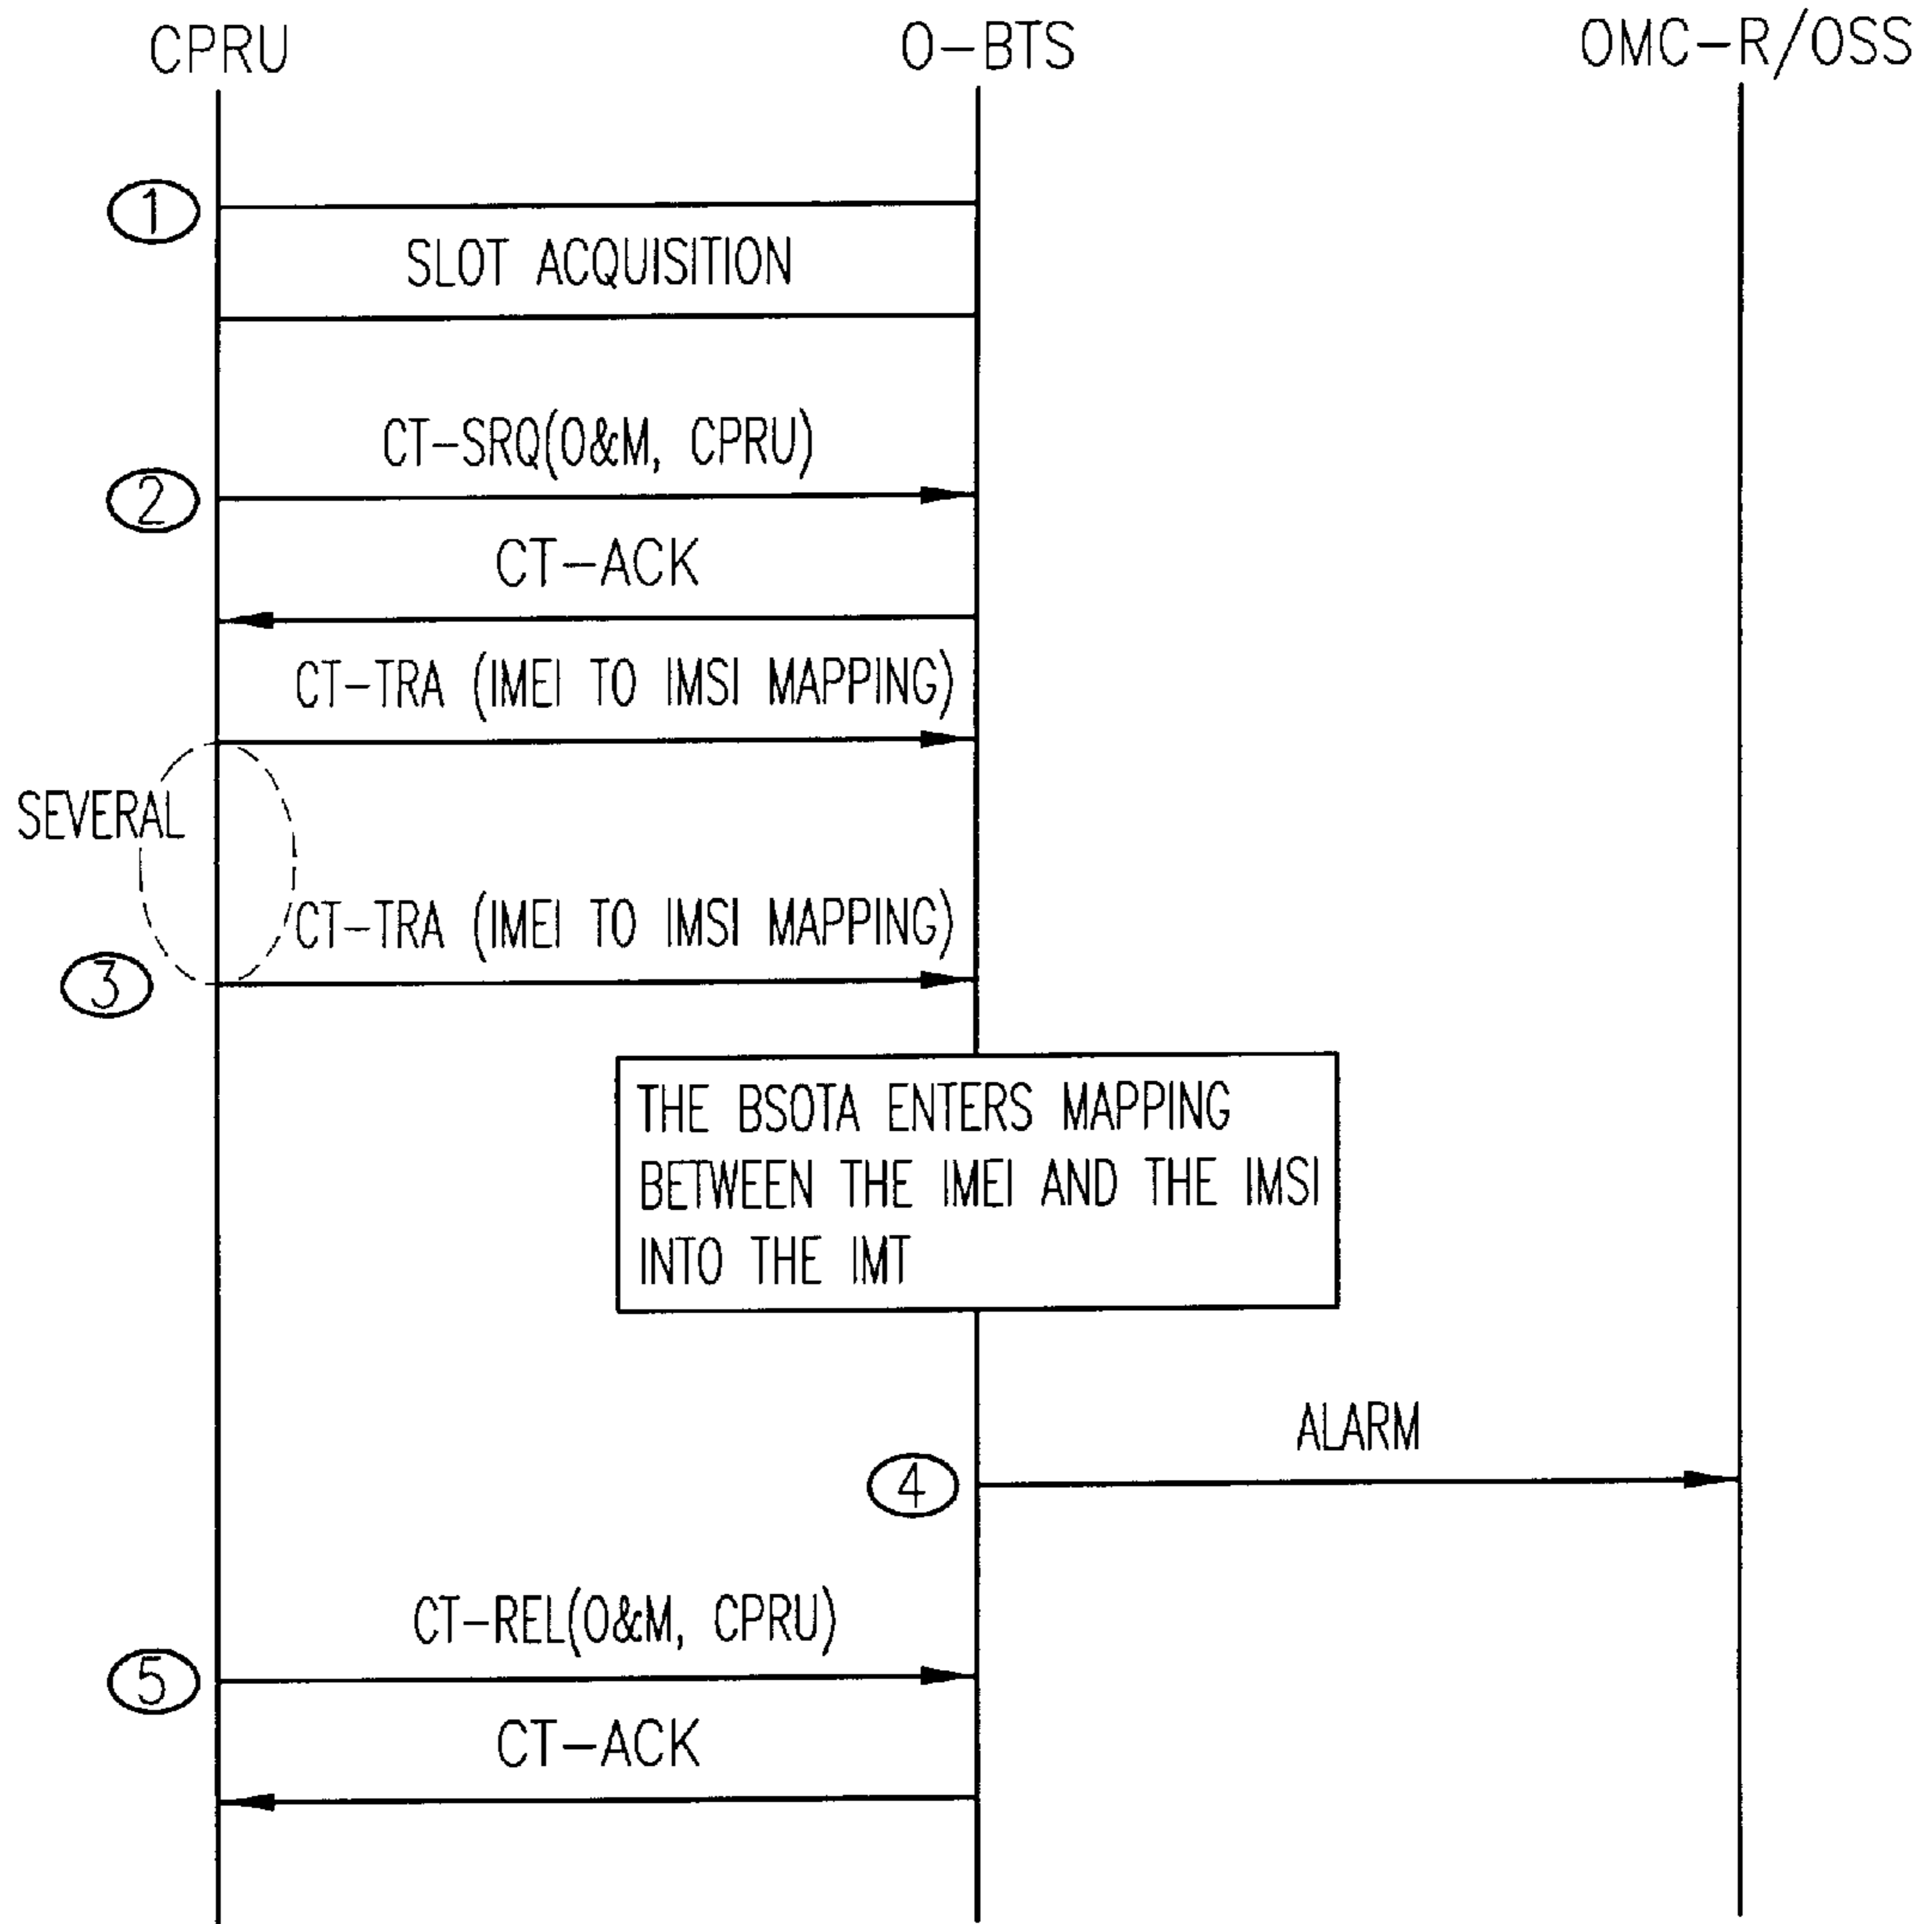 CPRU O-BTS OMC-R/OSS
1
SLOT ACQUISITION
CT-SRQ(O&M, CPRU)
2
CT-ACK
CT-TRA (IMEI TO IMSI MAPPING)
SEVERAL
CT-TRA (IMEI TO IMSI MAPPING)
3
THE BSOTA ENTERS MAPPING
BETWEEN THE IMEI AND THE IMSI
INTO THE IMT
ALARM
4
CT-REL(O&M, CPRU)
5
CT-ACK